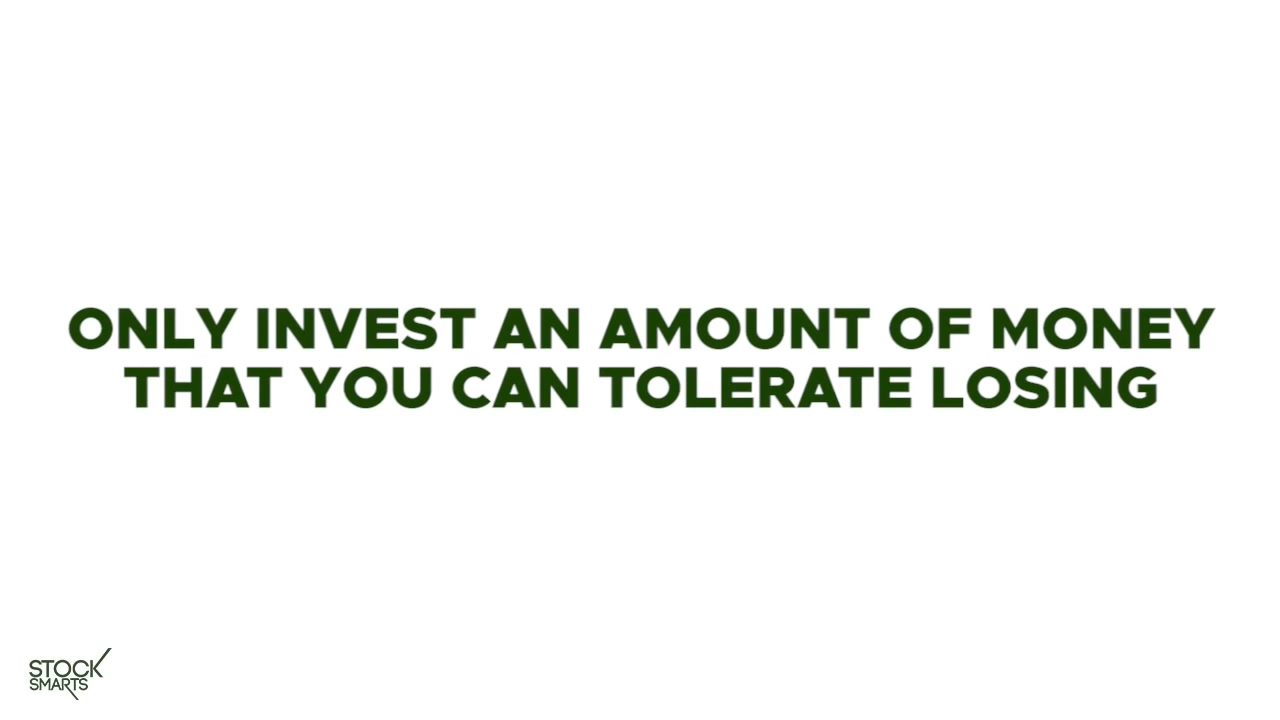 ONLY INVEST AN AMOUNT OF MONEY
THAT YOU CAN TOLERATE LOSING
STOCK
SMARTS